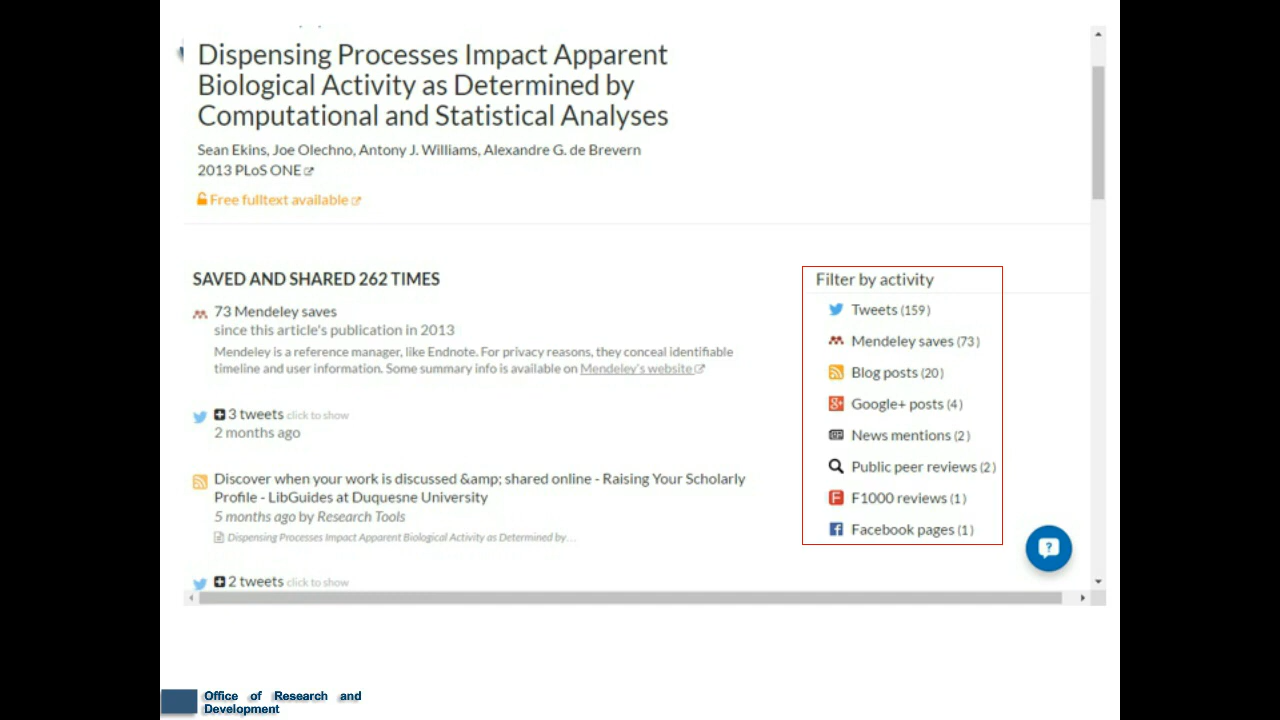 Dispensing Processes Impact Apparent
Biological Activity as Determined by
Computational and Statistical Analyses
Sean Ekins, Joe Olechno, Antony J. Williams, Alexandre G. de Brevern
2013 PLoS ONE
Free fulltext available
SAVED AND SHARED 262 TIMES
73 Mendeley saves
since this article's publication in 2013
Mendeley is a reference manager, like Endnote. For privacy reasons, they conceal identifiable
timeline and user information. Some summary info is available on Mendeley's website
3 tweets click to show
2 months ago
Discover when your work is discussed &amp; shared online - Raising Your Scholarly
Profile - LibGuides at Duquesne University
5 months ago by Research Tools
Dispensing Processes Impact Apparent Biological Activity as Determined by...
2 tweets click to show
Filter by activity
Tweets (159)
Mendeley saves (73)
Blog posts (20)
Google+ posts (4)
News mentions (2)
Public peer reviews (2)
F1000 reviews (1)
Facebook pages (1)
Office of Research and
Development